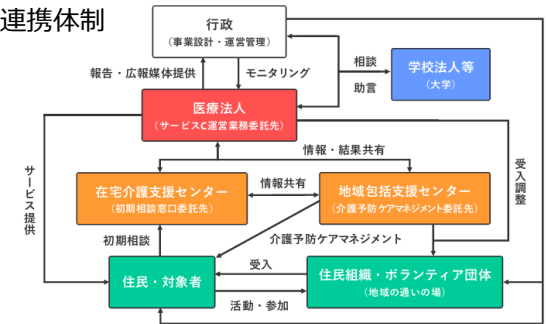 連携体制
行政
（事業設計・運営管理）
報告・広報媒体提供
モニタリング
相談
助言
学校法人等
（大学）
医療法人
（サービスC運営業務委託先）
情報・結果共有
サービス提供
受入調整
在宅介護支援センター
（初期相談窓口委託先）
情報共有
地域包括支援センター
（介護予防ケアマネジメント委託先）
初期相談
介護予防ケアマネジメント
住民・対象者
受入
活動・参加
住民組織・ボランティア団体
（地域の通いの場）